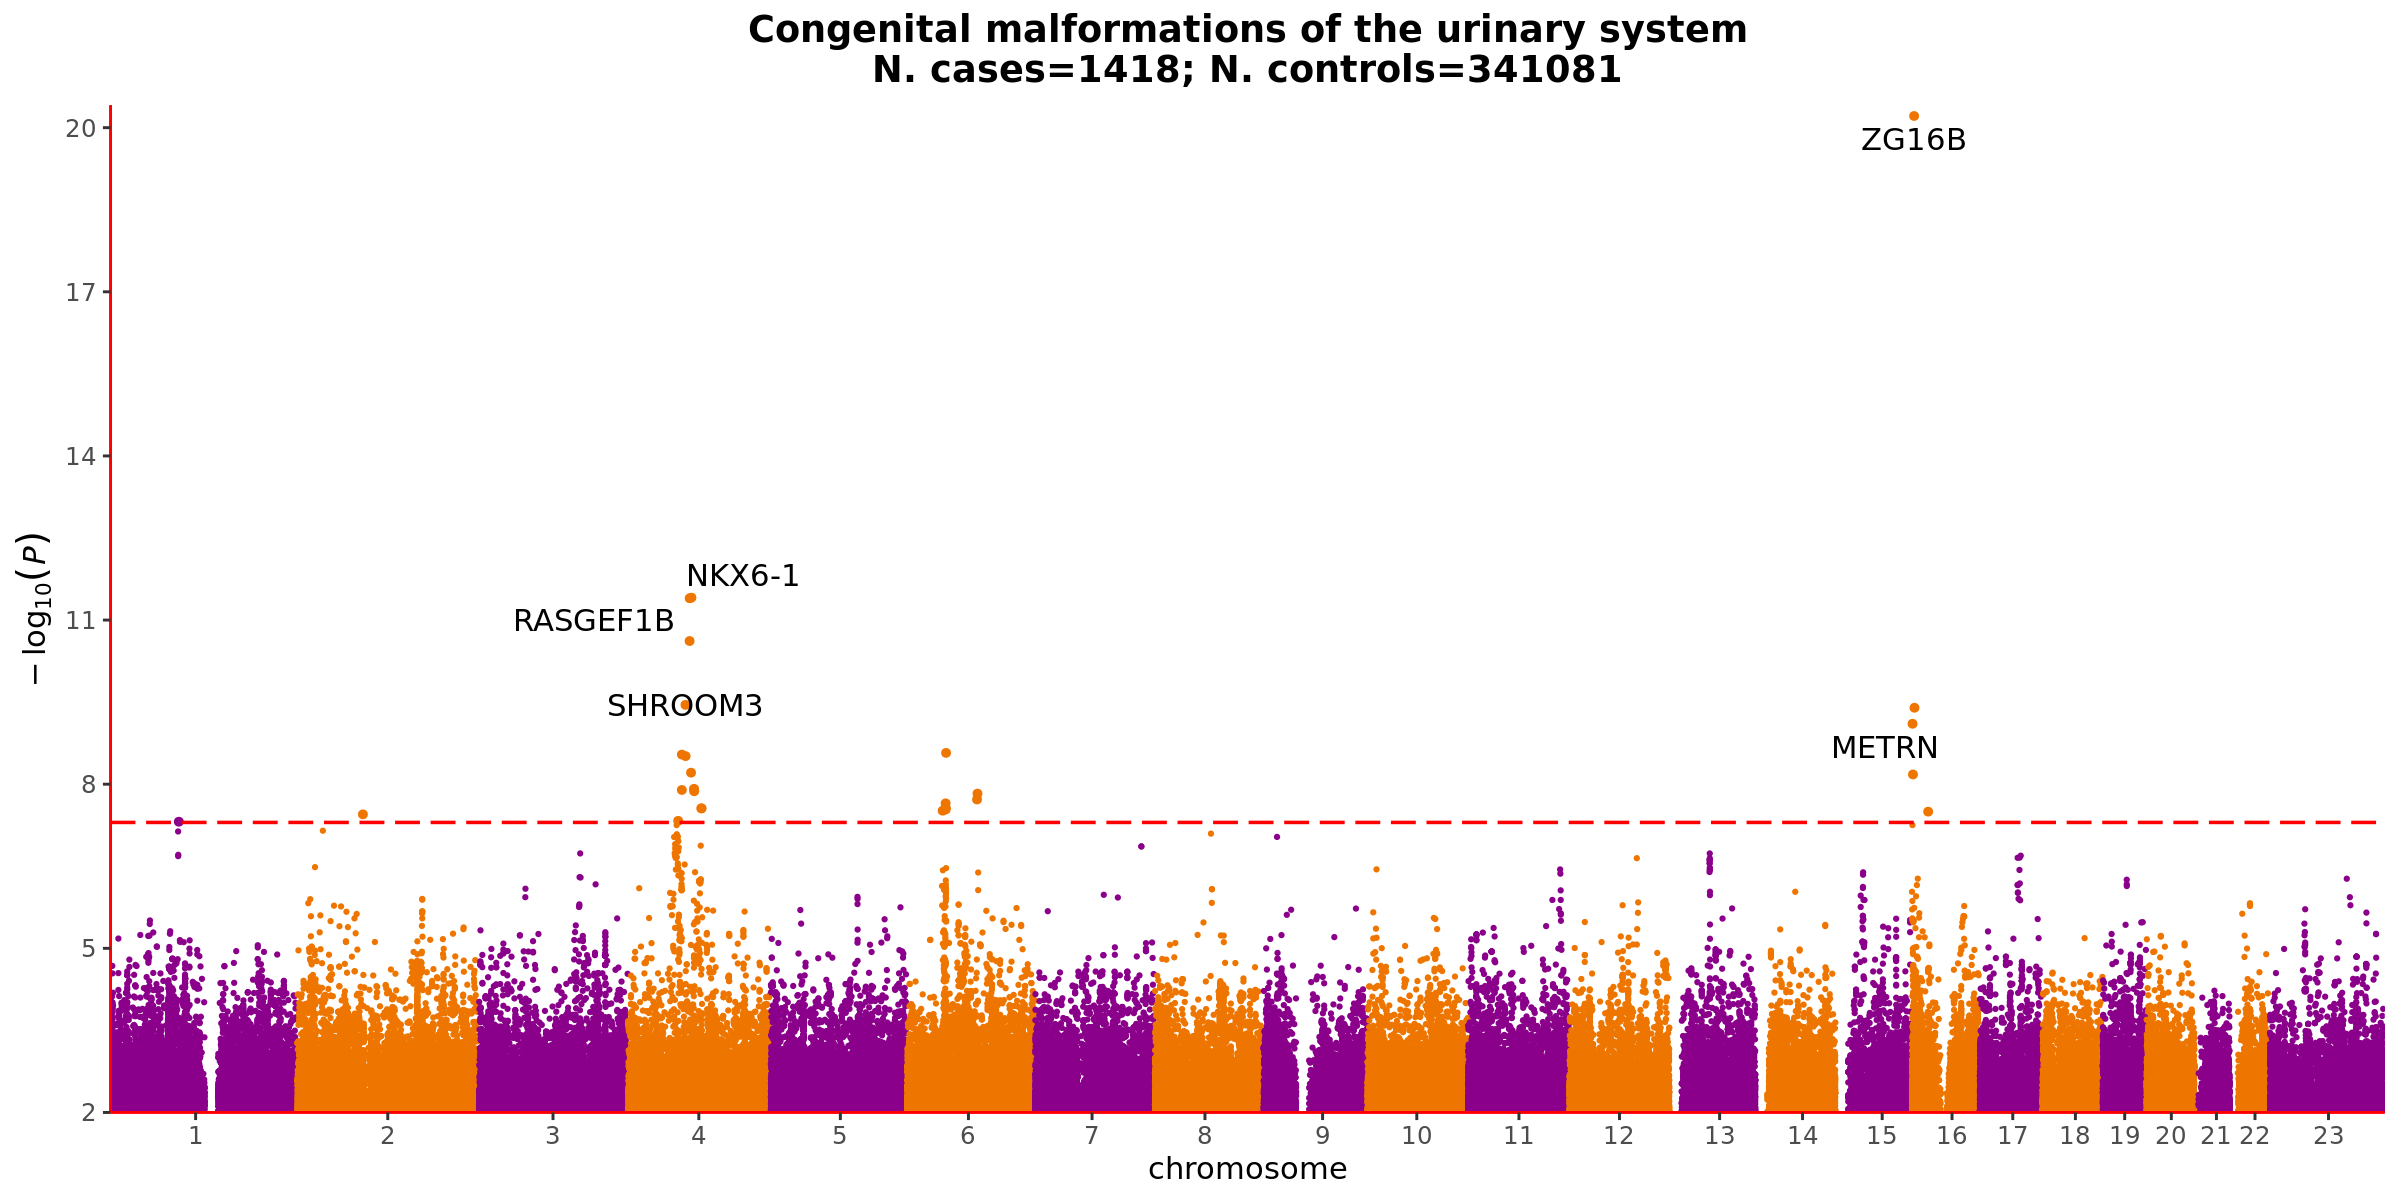 Congenital malformations of the urinary system
N. cases=1418; N. controls=341081
20
ZG16B
17
14
NKX6-1
11
RASGEF1B
SHROOM3
METRN
8
5
2
−log10(P)
1 2 3 4 5 6 7 8 9 10 11 12 13 14 15 16 17 18 19 20 21 22 23
chromosome